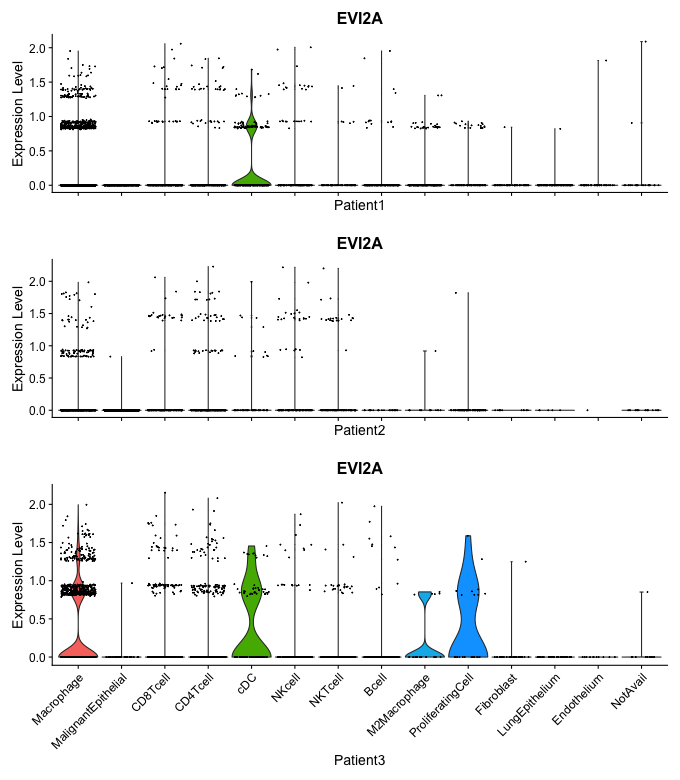 EVI2A
Expression Level
2.0
1.5
1.0
0.5
0.0
Patient1
EVI2A
Expression Level
2.0
1.5
1.0
0.5
0.0
Patient2
EVI2A
Expression Level
2.0
1.5
1.0
0.5
0.0
Macrophage
MalignantEpithelial
CD8Tcell
CD4Tcell
cDC
NKcell
NKTcell
Bcell
M2Macrophage
ProliferatingCell
Fibroblast
LungEpithelium
Endothelium
NotAvail
Patient3